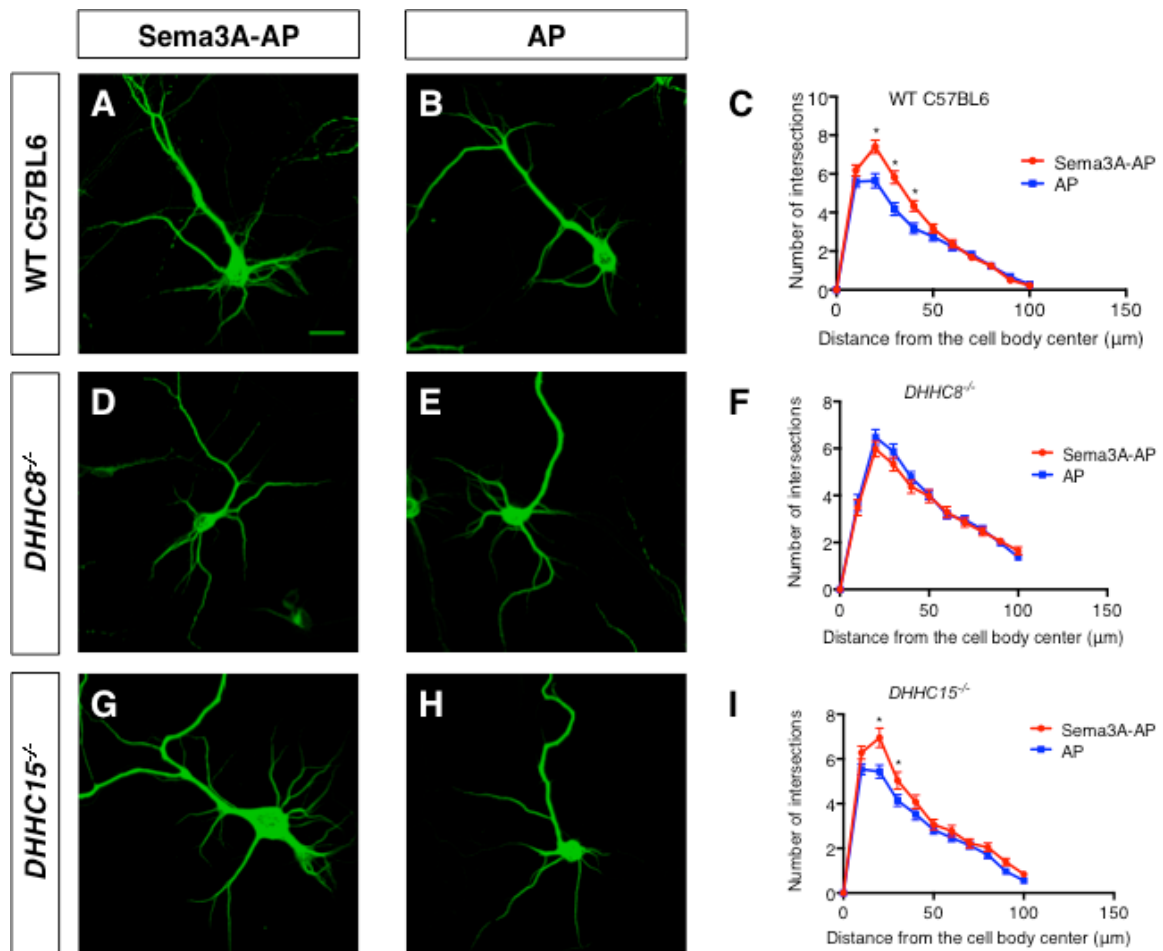 Sema3A-AP
AP
WT C57BL6
A
B
C
WT C57BL6
Number of intersections
10
8
6
4
2
0
* * *
Sema3A-AP
AP
0 50 100 150
Distance from the cell body center (µm)
DHHC8-/-
D
E
F
DHHC8-/-
Number of intersections
8
6
4
2
0
Sema3A-AP
AP
0 50 100 150
Distance from the cell body center (µm)
DHHC15-/-
G
H
I
DHHC15-/-
Number of intersections
8
6
4
2
0
* *
Sema3A-AP
AP
0 50 100 150
Distance from the cell body center (µm)